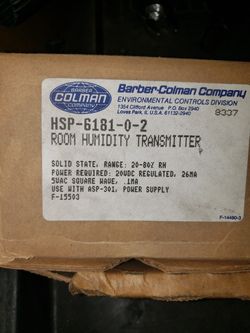 BARBER
COLMAN
COMPANY
Barber-Colman Company
ENVIRONMENTAL CONTROLS DIVISION
1354 Clifford Avenue • P.O. Box 2940
Loves Park, IL U.S.A. 61132-2940
8337
HSP-6181-0-2
ROOM HUMIDITY TRANSMITTER
SOLID STATE, RANGE: 20-80% RH
POWER REQUIRED: 20VDC REGULATED, 26MA
5VAC SQUARE WAVE, .1MA
USE WITH ASP-301, POWER SUPPLY
F-15503
F-14490-3